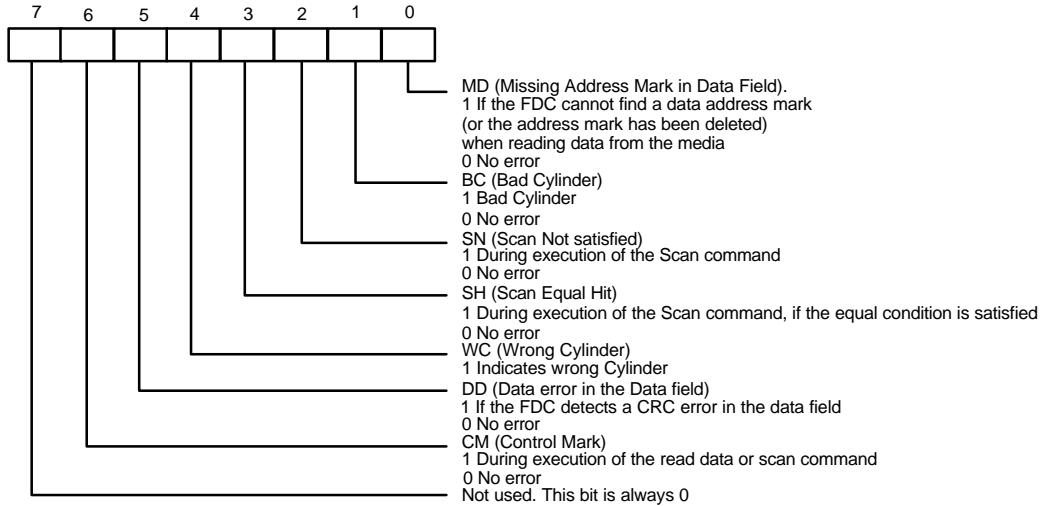 7 6 5 4 3 2 1 0
MD (Missing Address Mark in Data Field).
1 If the FDC cannot find a data address mark
(or the address mark has been deleted)
when reading data from the media
0 No error
BC (Bad Cylinder)
1 Bad Cylinder
0 No error
SN (Scan Not satisfied)
1 During execution of the Scan command
0 No error
SH (Scan Equal Hit)
1 During execution of the Scan command, if the equal condition is satisfied
0 No error
WC (Wrong Cylinder)
1 Indicates wrong Cylinder
DD (Data error in the Data field)
1 If the FDC detects a CRC error in the data field
0 No error
CM (Control Mark)
1 During execution of the read data or scan command
0 No error
Not used. This bit is always 0